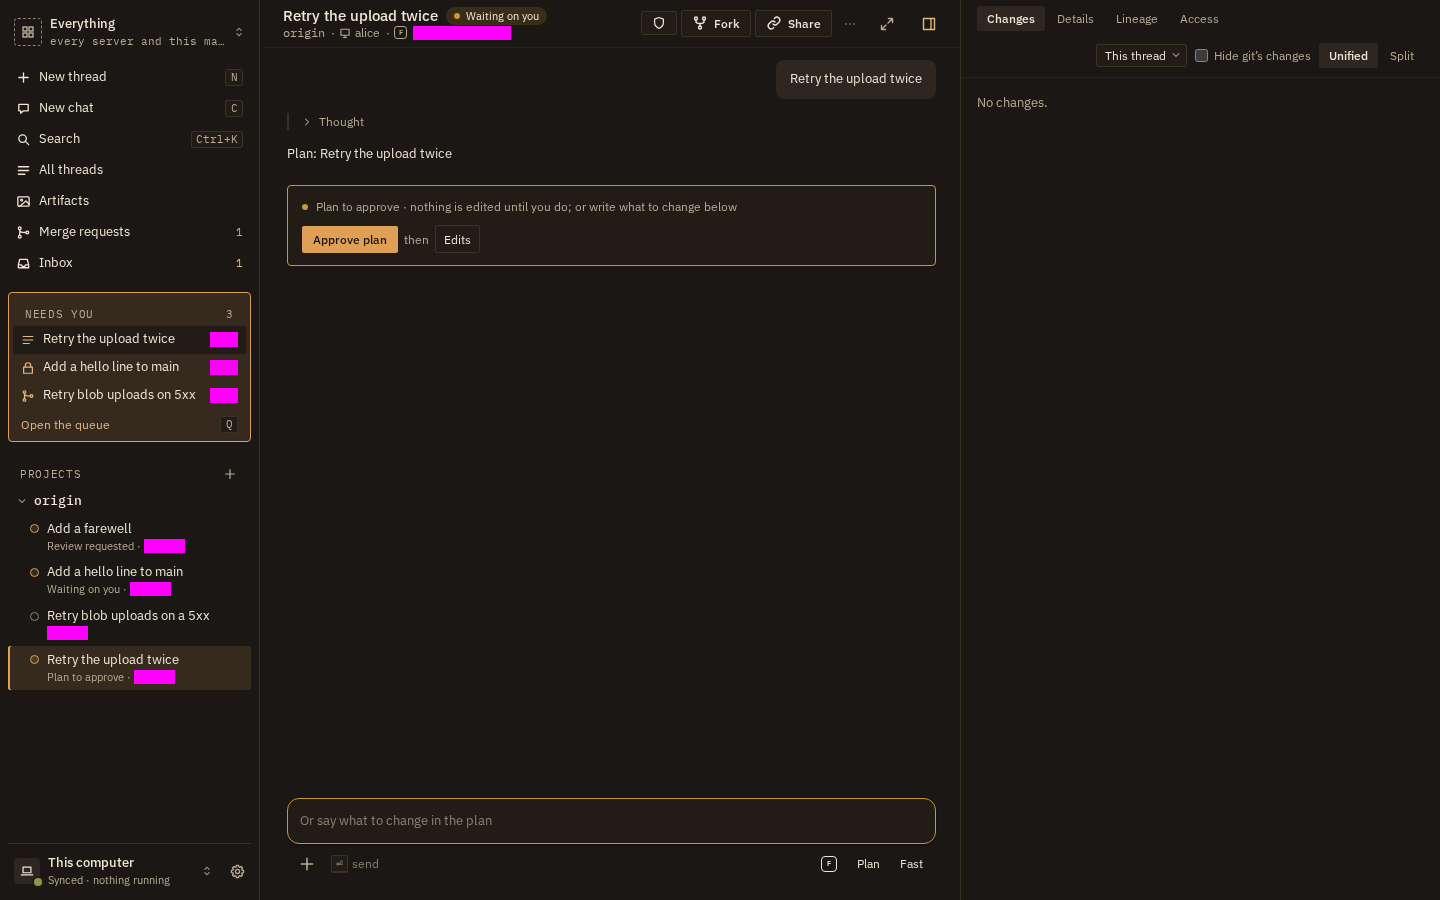 Everything
every server and this ma…
New thread N
New chat C
Search Ctrl+K
All threads
Artifacts
Merge requests 1
Inbox 1
NEEDS YOU 3
Retry the upload twice
Add a hello line to main
Retry blob uploads on 5xx
Open the queue Q
PROJECTS
origin
Add a farewell
Review requested ·
Add a hello line to main
Waiting on you ·
Retry blob uploads on a 5xx
Retry the upload twice
Plan to approve ·
This computer
Synced · nothing running
Retry the upload twice Waiting on you
origin · alice · F
Fork
Share
Retry the upload twice
Thought
Plan: Retry the upload twice
Plan to approve · nothing is edited until you do; or write what to change below
Approve plan then Edits
Or say what to change in the plan
send
F Plan Fast
Changes Details Lineage Access
This thread Hide git's changes Unified Split
No changes.